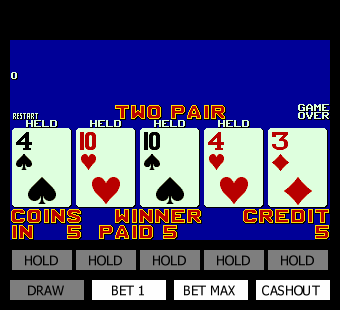 0
TWO PAIR
GAME
OVER
RESTART
HELD HELD HELD HELD
4 10 10 4 3
COINS WINNER CREDIT
IN 5 PAID 5 5
HOLD HOLD HOLD HOLD HOLD
DRAW BET 1 BET MAX CASHOUT